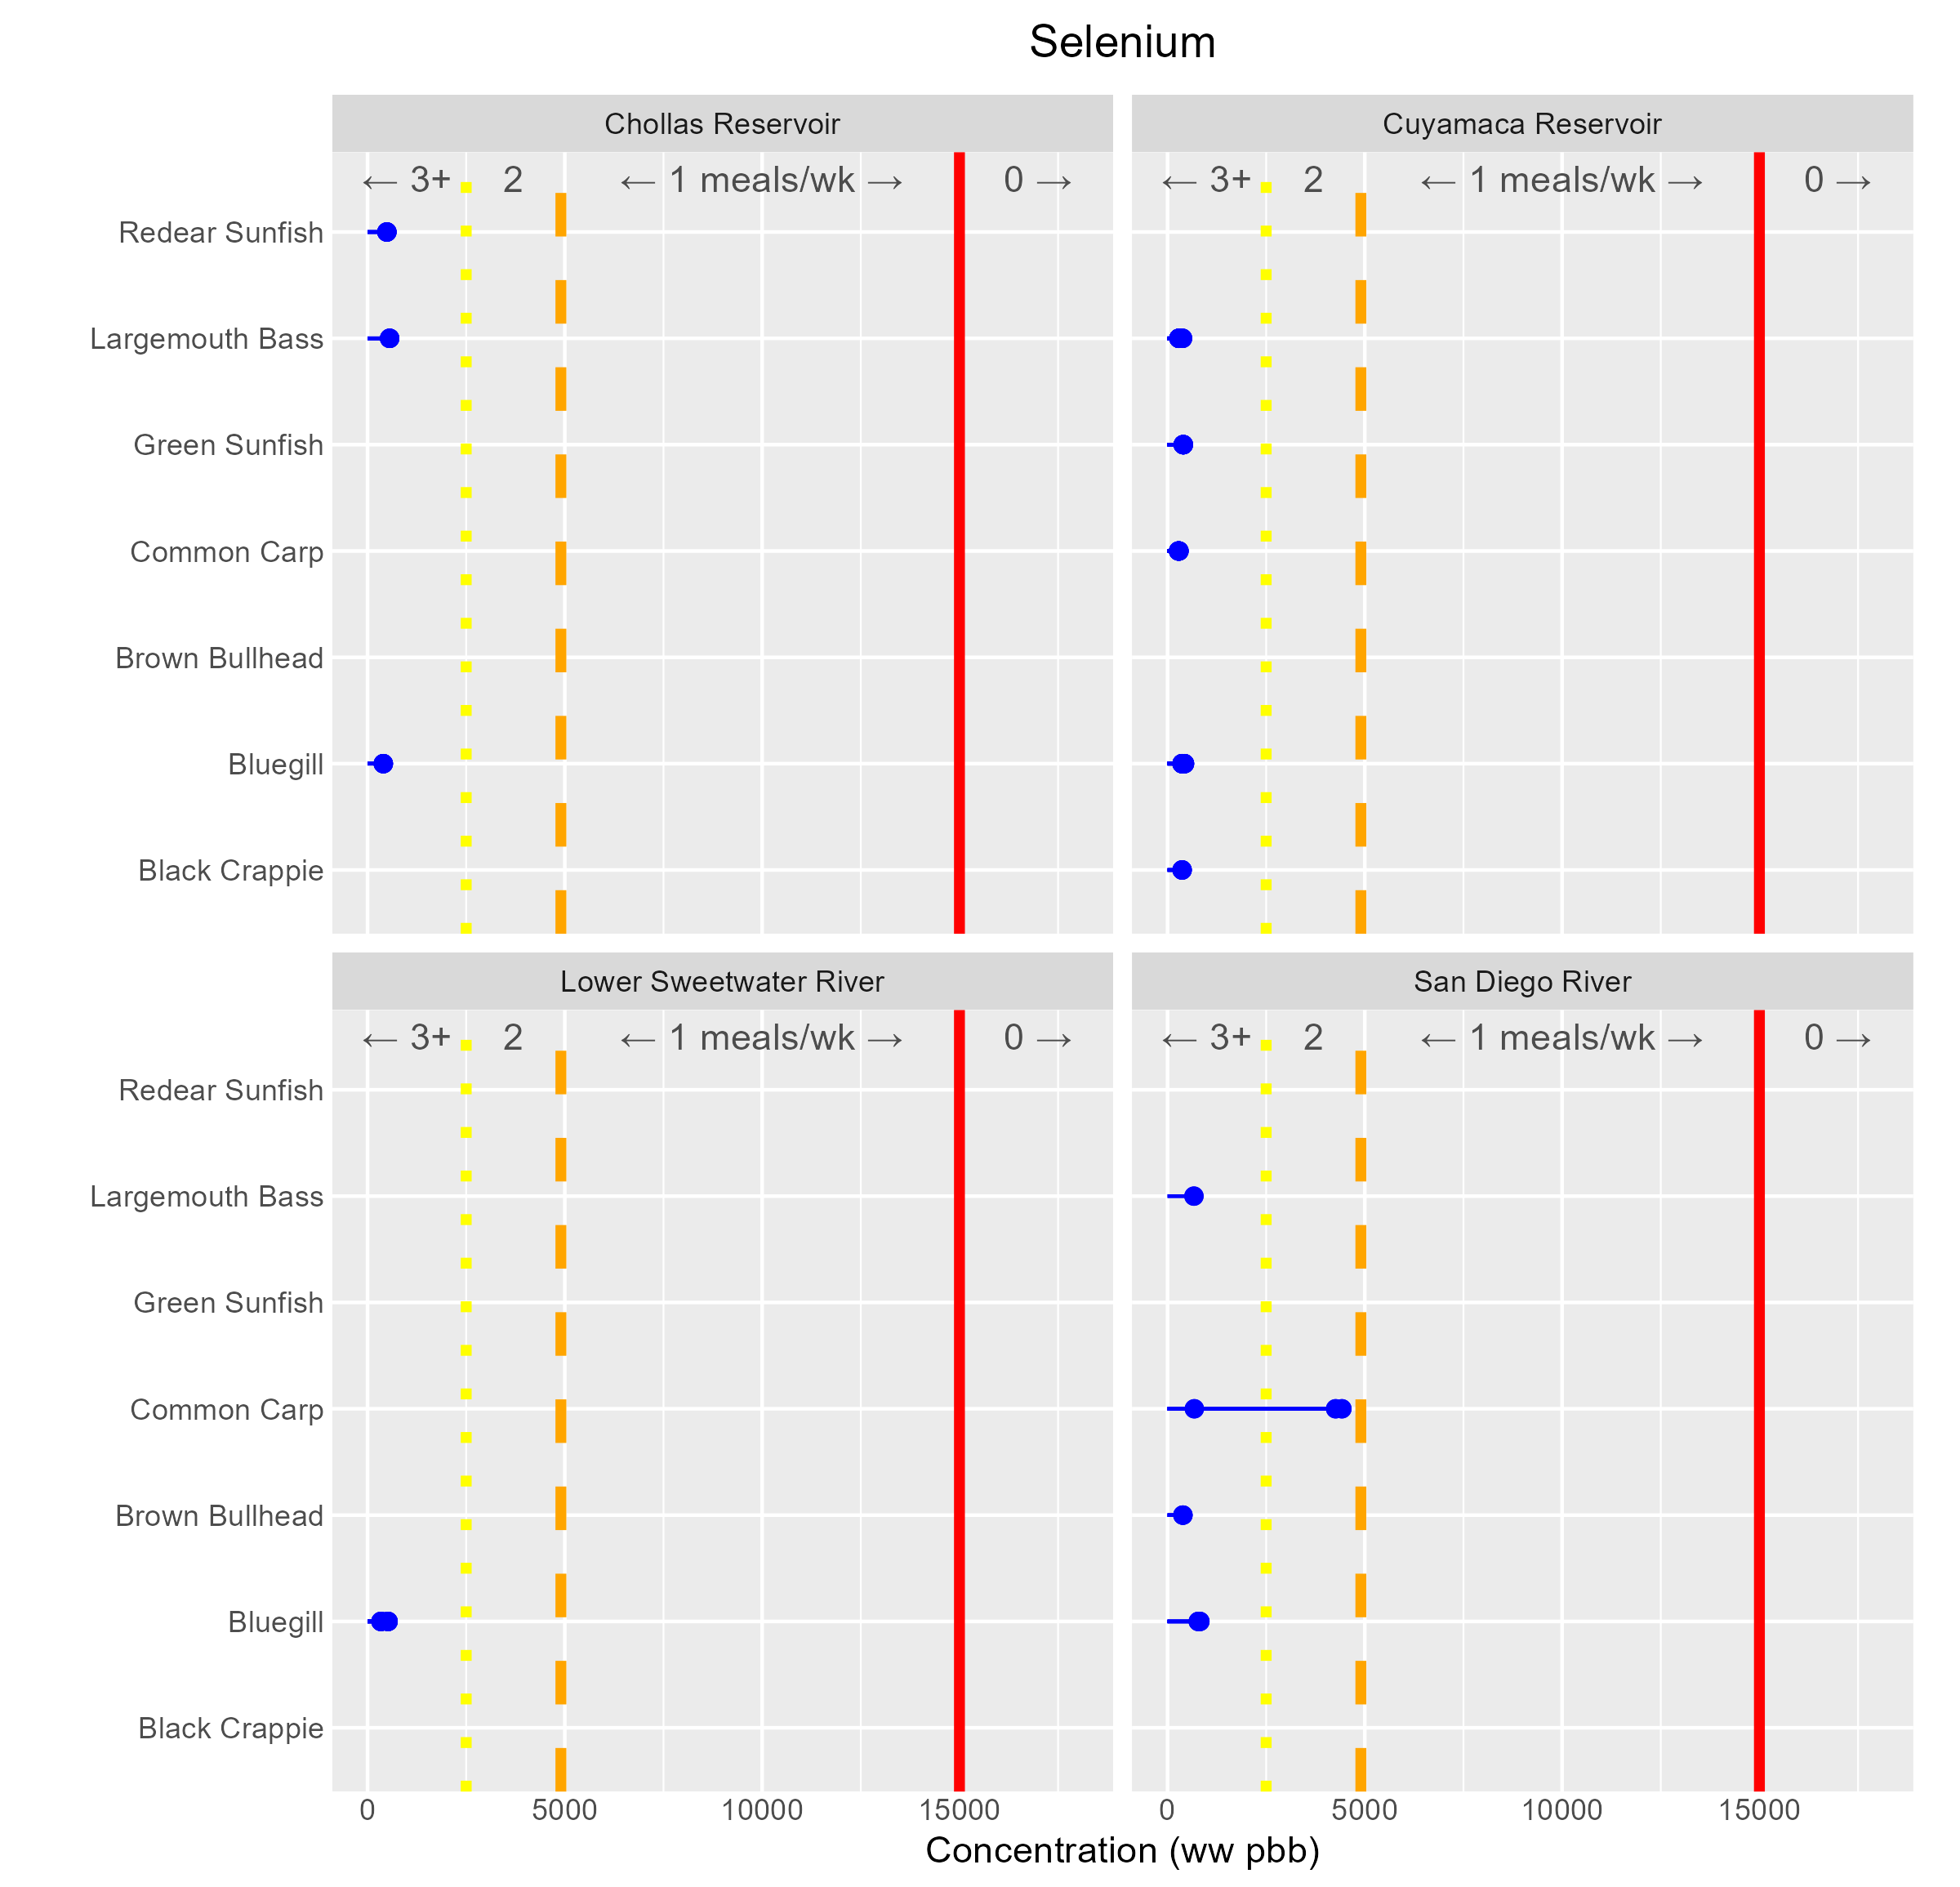 Selenium
Chollas Reservoir
Cuyamaca Reservoir
← 3+ 2 ← 1 meals/wk → 0 →
← 3+ 2 ← 1 meals/wk → 0 →
Redear Sunfish
Largemouth Bass
Green Sunfish
Common Carp
Brown Bullhead
Bluegill
Black Crappie
Lower Sweetwater River
San Diego River
← 3+ 2 ← 1 meals/wk → 0 →
← 3+ 2 ← 1 meals/wk → 0 →
Redear Sunfish
Largemouth Bass
Green Sunfish
Common Carp
Brown Bullhead
Bluegill
Black Crappie
0 5000 10000 15000
0 5000 10000 15000
Concentration (ww pbb)